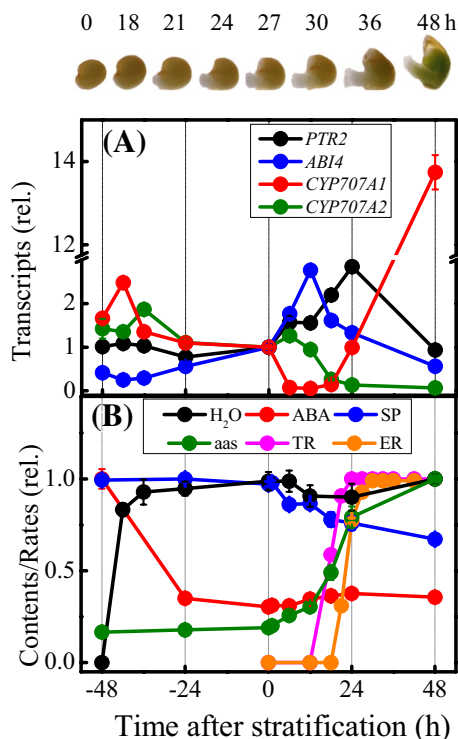 0 18 21 24 27 30 36 48 h
(A)
PTR2
ABI4
CYP707A1
CYP707A2
Transcripts (rel.)
14
12
2
1
0
(B)
H₂O ABA SP
aas TR ER
Contents/Rates (rel.)
1.0
0.5
0.0
-48 -24 0 24 48
Time after stratification (h)